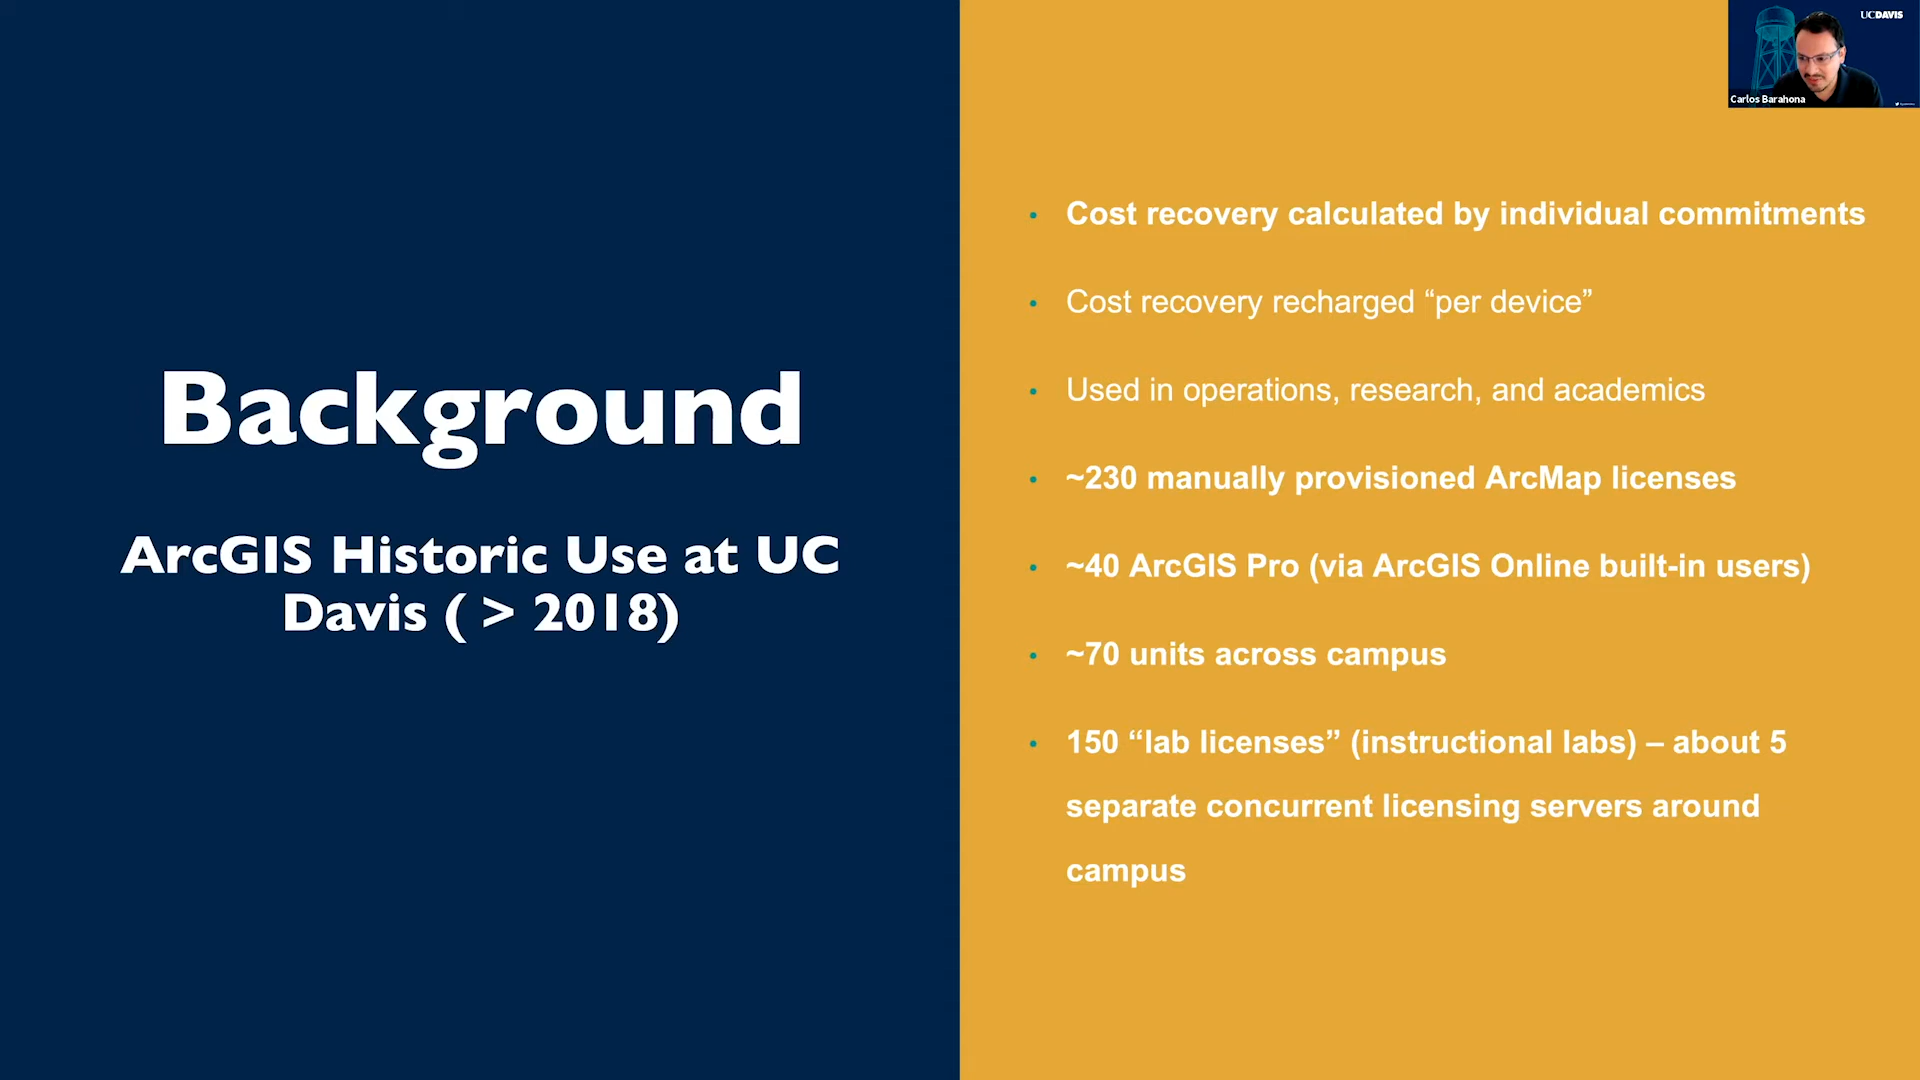 UCDAVIS
Carlos Barahona
Background
ArcGIS Historic Use at UC
Davis ( > 2018)
• Cost recovery calculated by individual commitments
• Cost recovery recharged “per device”
• Used in operations, research, and academics
• ~230 manually provisioned ArcMap licenses
• ~40 ArcGIS Pro (via ArcGIS Online built-in users)
• ~70 units across campus
• 150 “lab licenses” (instructional labs) – about 5
separate concurrent licensing servers around
campus